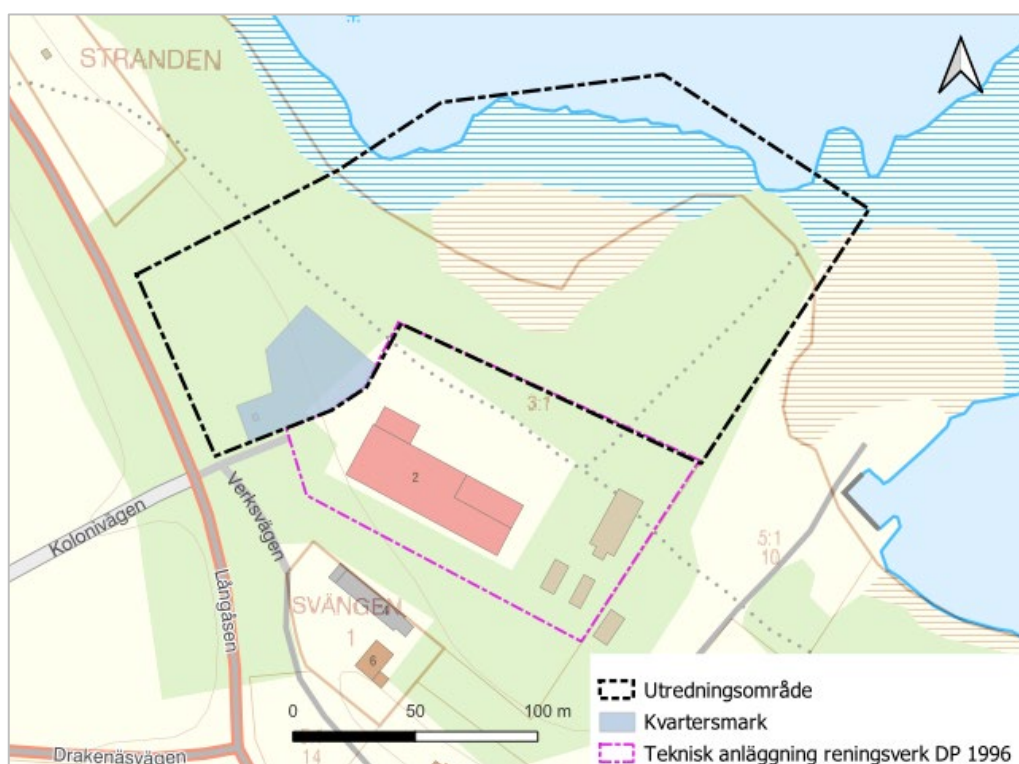 STRANDEN
3:1
2
Kolonivägen
Verksvägen
5:1
10
Långåsen
SVÄNGEN
1
6
Utredningsområde
0
50
100 m
Kvartersmark
14
Drakenäsvägen
Teknisk anläggning reningsverk DP 1996